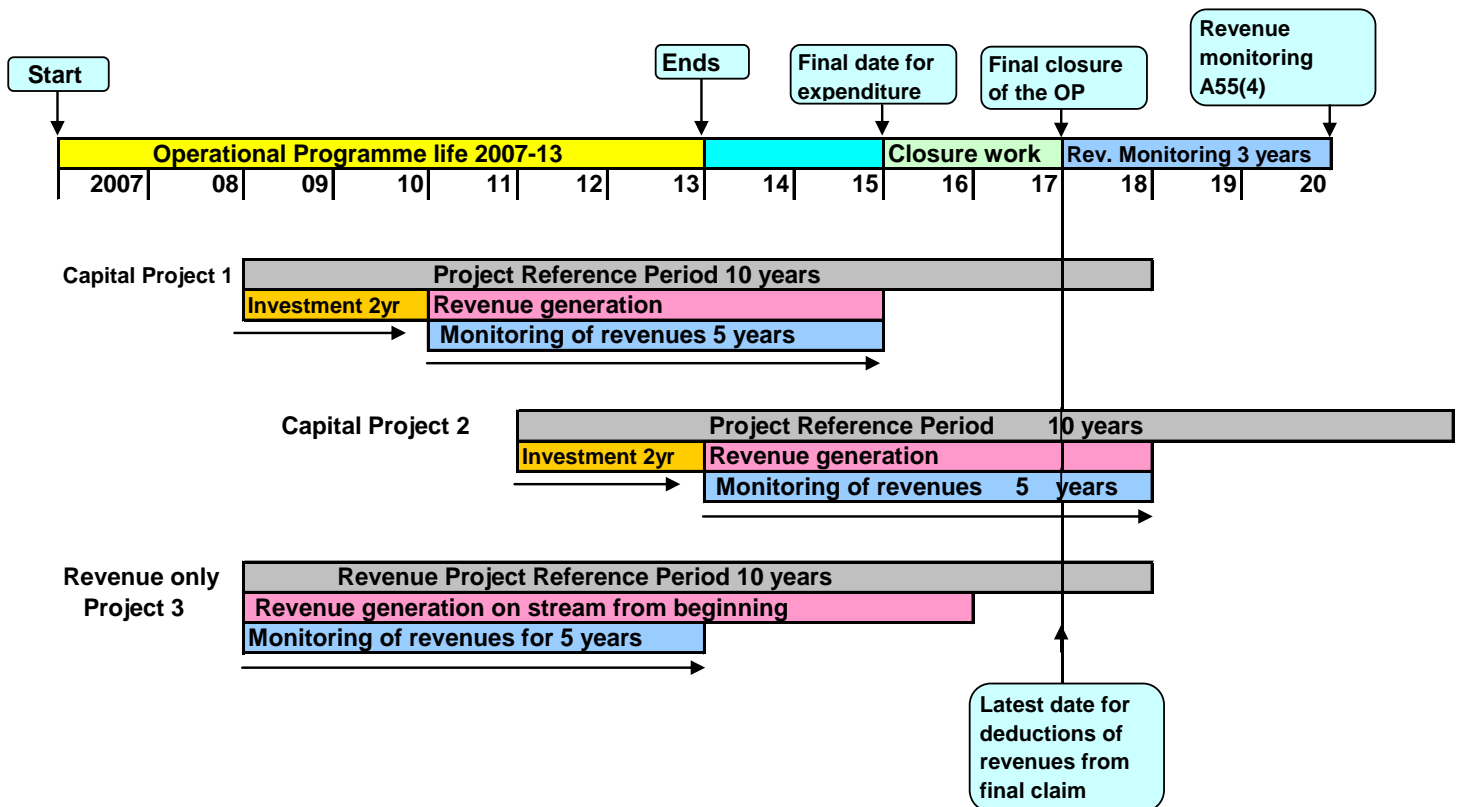 Start
Ends
Final date for
expenditure
Final closure
of the OP
Revenue
monitoring
A55(4)
Operational Programme life 2007-13
Closure work
Rev. Monitoring 3 years
2007 08 09 10 11 12 13 14 15 16 17 18 19 20
Capital Project 1
Project Reference Period 10 years
Investment 2yr
Revenue generation
Monitoring of revenues 5 years
Capital Project 2
Project Reference Period 10 years
Investment 2yr
Revenue generation
Monitoring of revenues 5 years
Revenue only
Project 3
Revenue Project Reference Period 10 years
Revenue generation on stream from beginning
Monitoring of revenues for 5 years
Latest date for
deductions of
revenues from
final claim